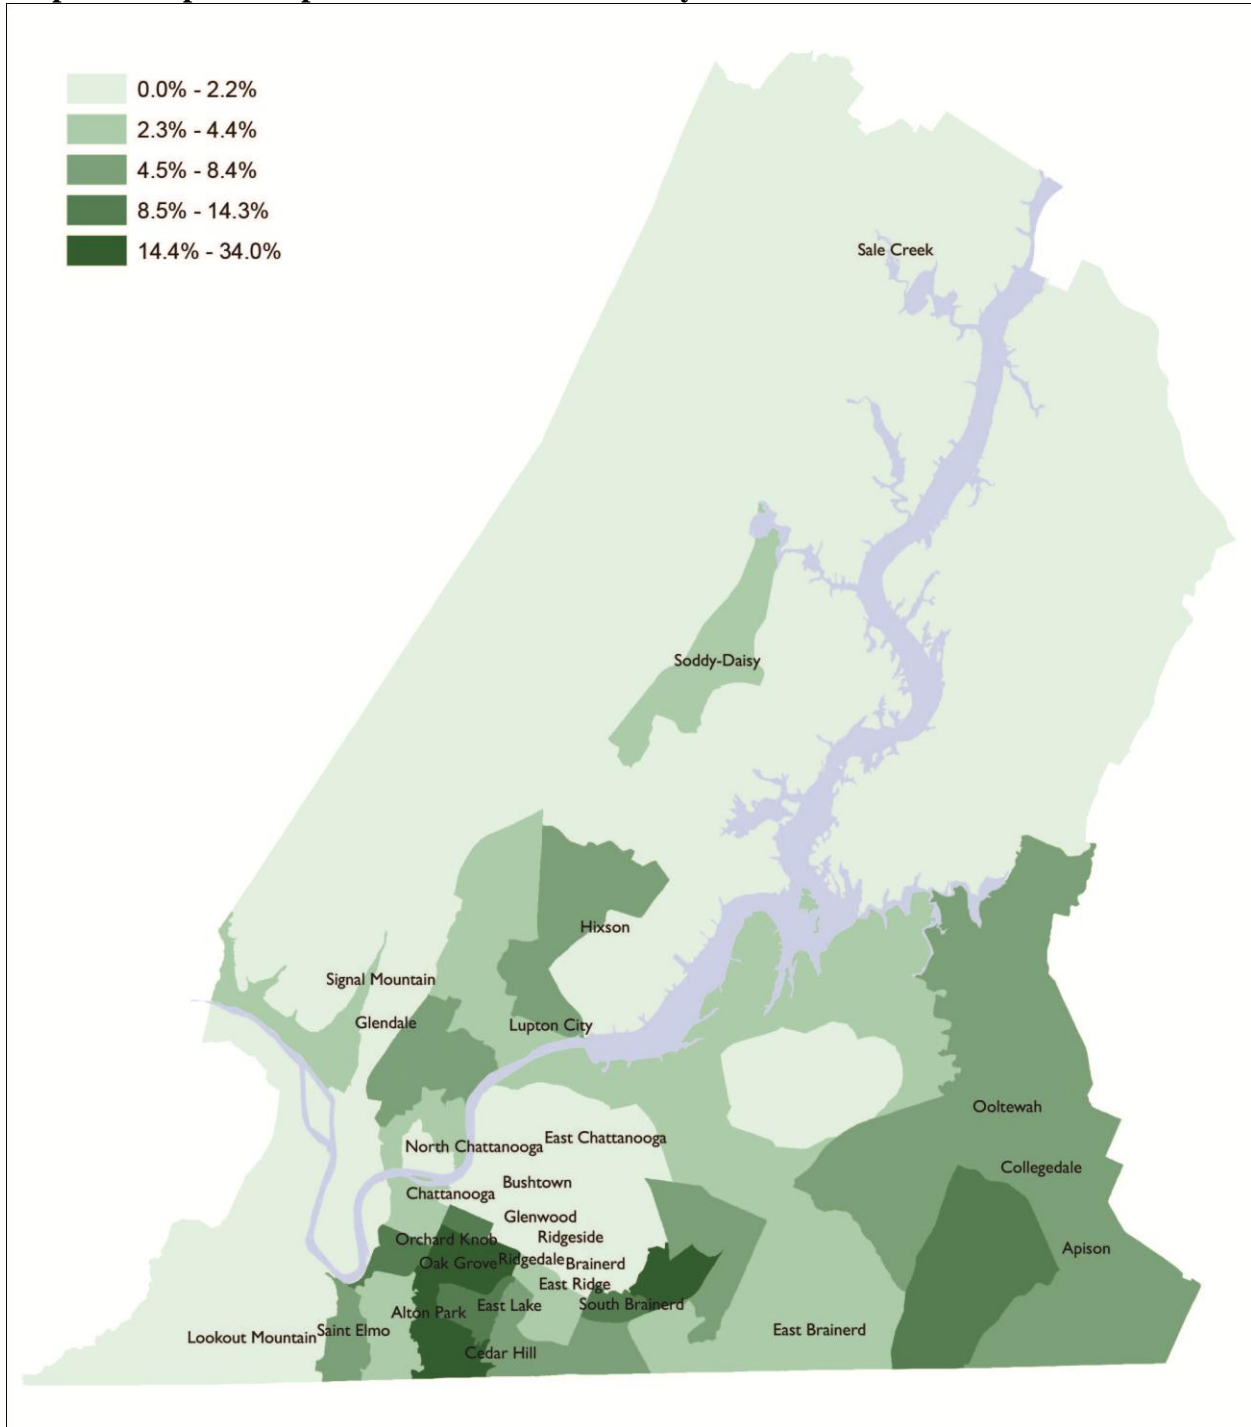 0.0% - 2.2%
2.3% - 4.4%
4.5% - 8.4%
8.5% - 14.3%
14.4% - 34.0%
Sale Creek
Soddy-Daisy
Hixson
Signal Mountain
Glendale
Lupton City
Ooltewah
East Chattanooga
North Chattanooga
Collegedale
Bushtown
Chattanooga
Glenwood
Ridgeside
Orchard Knob
Apison
Ridgedale
Oak Grove
Brainerd
East Ridge
East Lake
South Brainerd
Alton Park
Saint Elmo
East Brainerd
Lookout Mountain
Cedar Hill